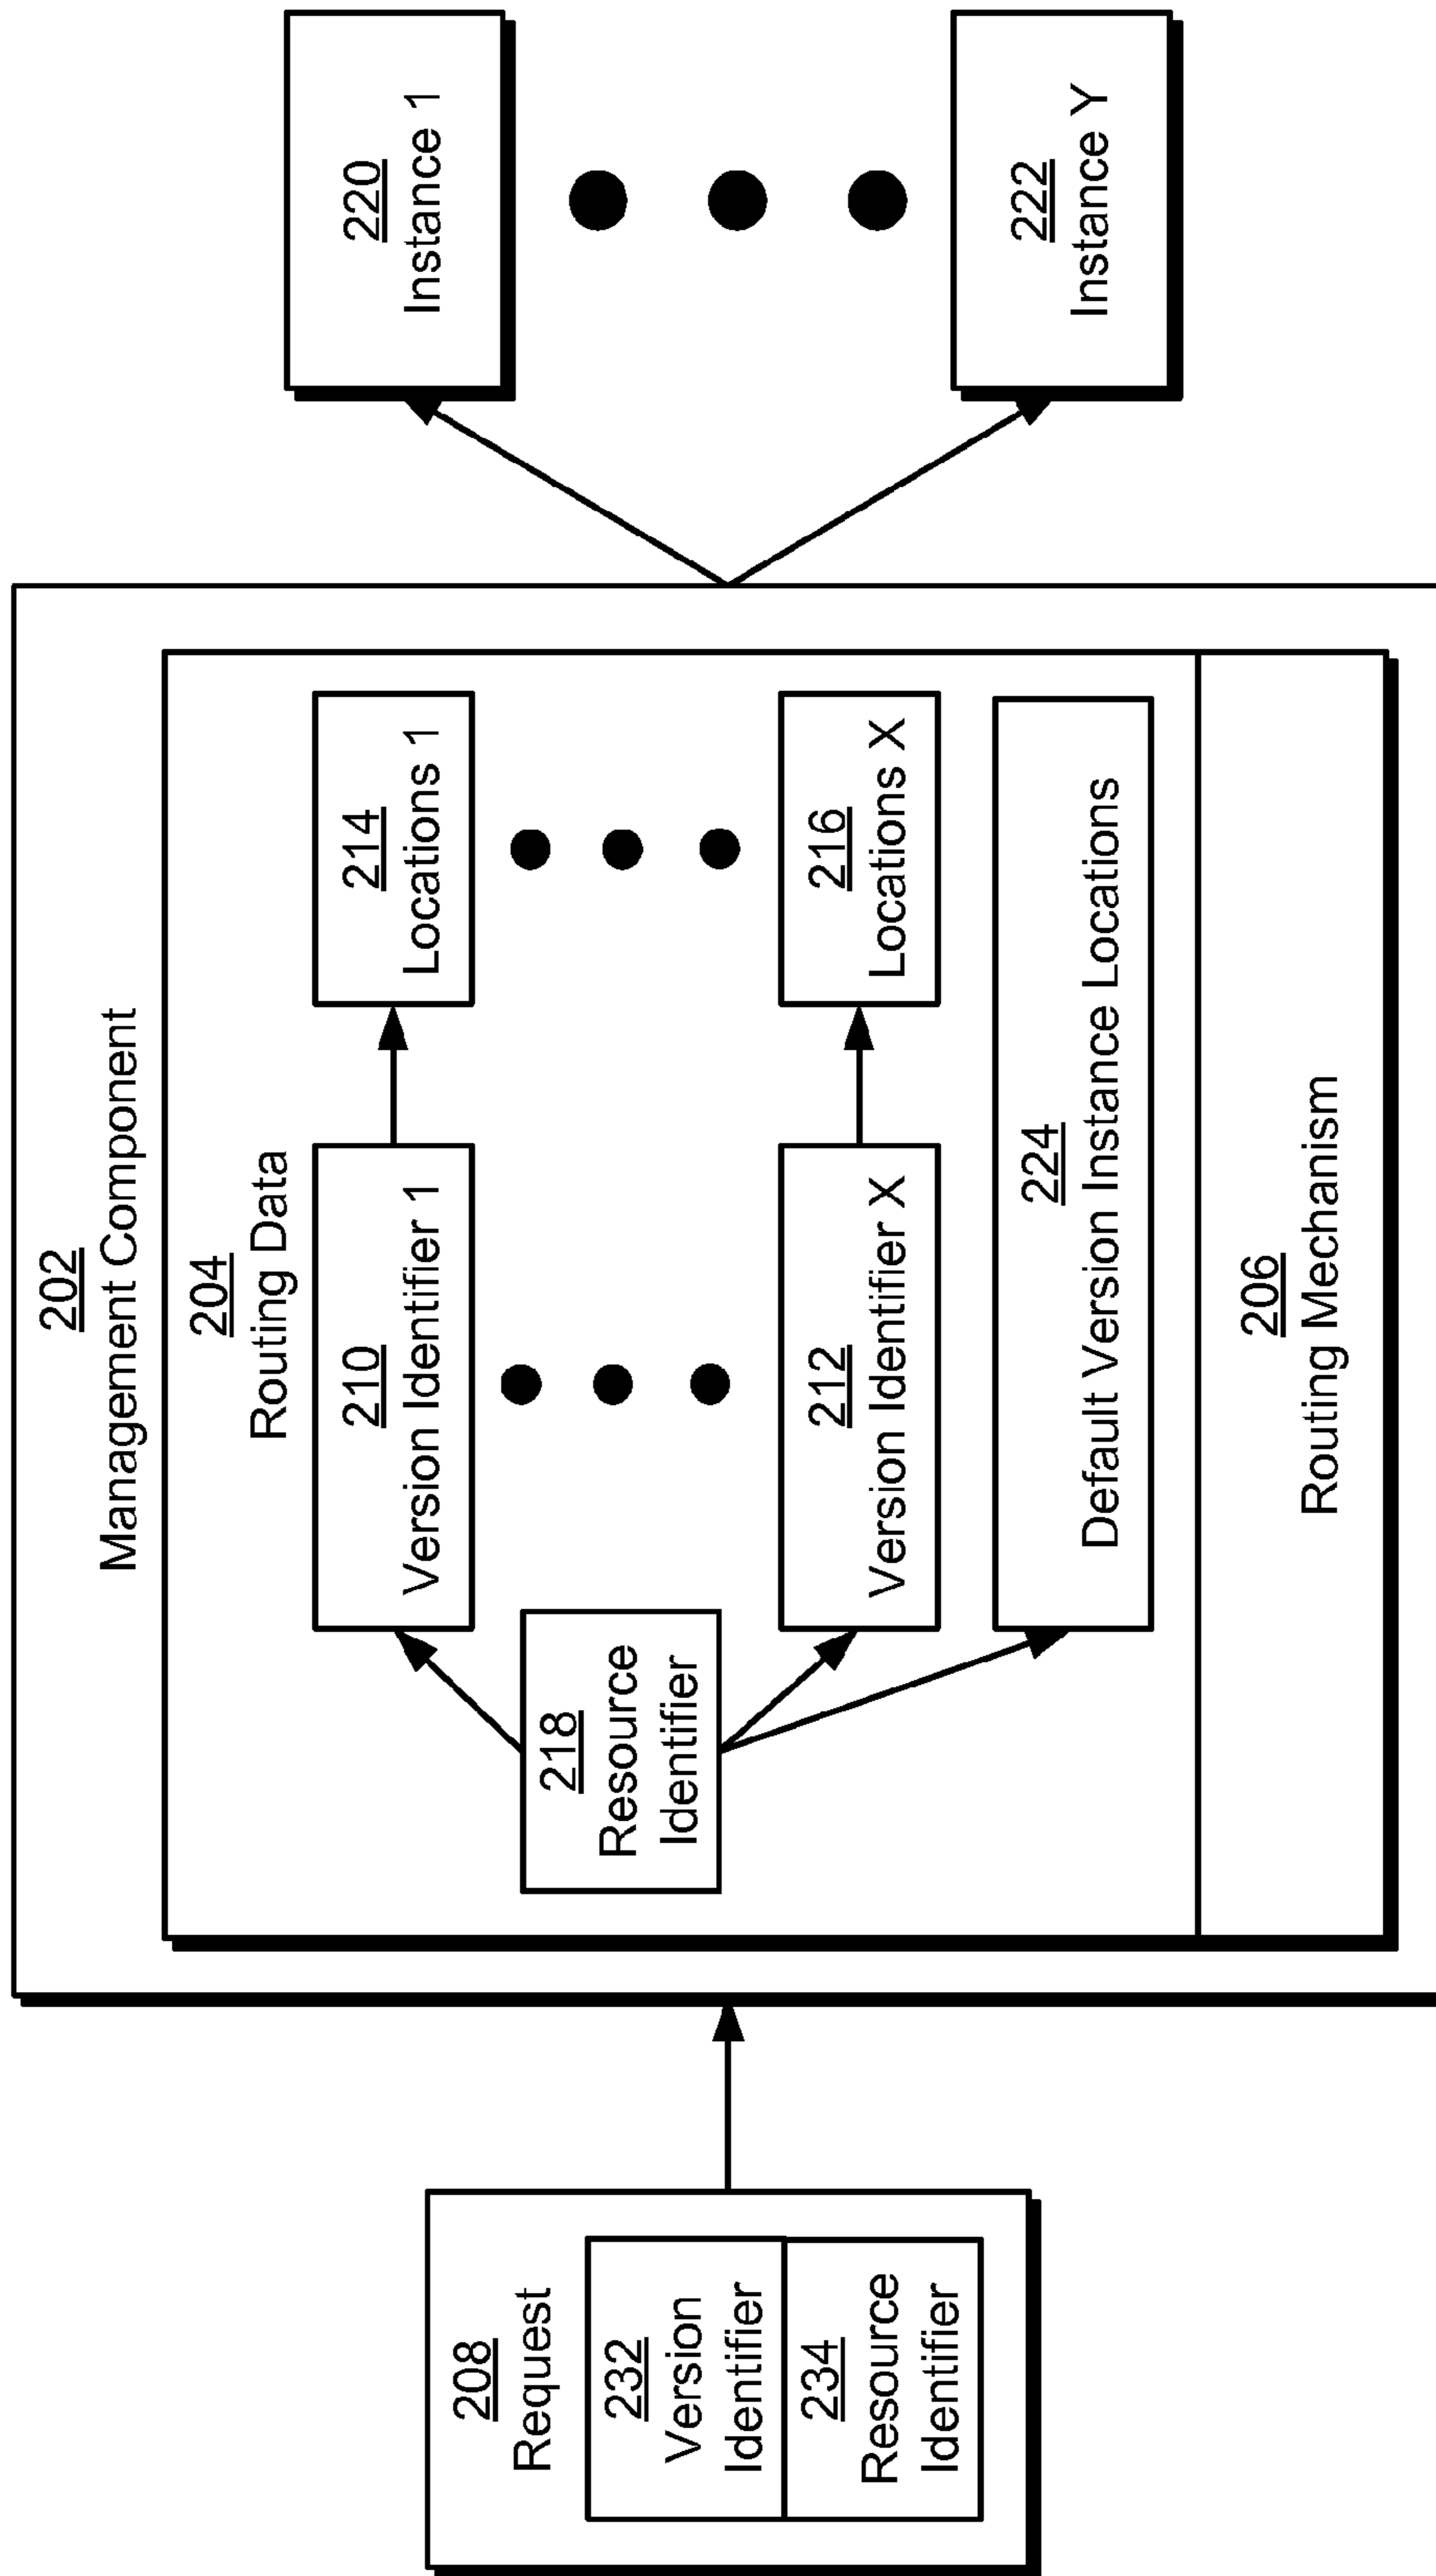 208
Request
232
Version
Identifier
234
Resource
Identifier
202
Management Component
204
Routing Data
218
Resource
Identifier
210
Version Identifier 1
214
Locations 1
212
Version Identifier X
216
Locations X
224
Default Version Instance Locations
206
Routing Mechanism
220
Instance 1
222
Instance Y